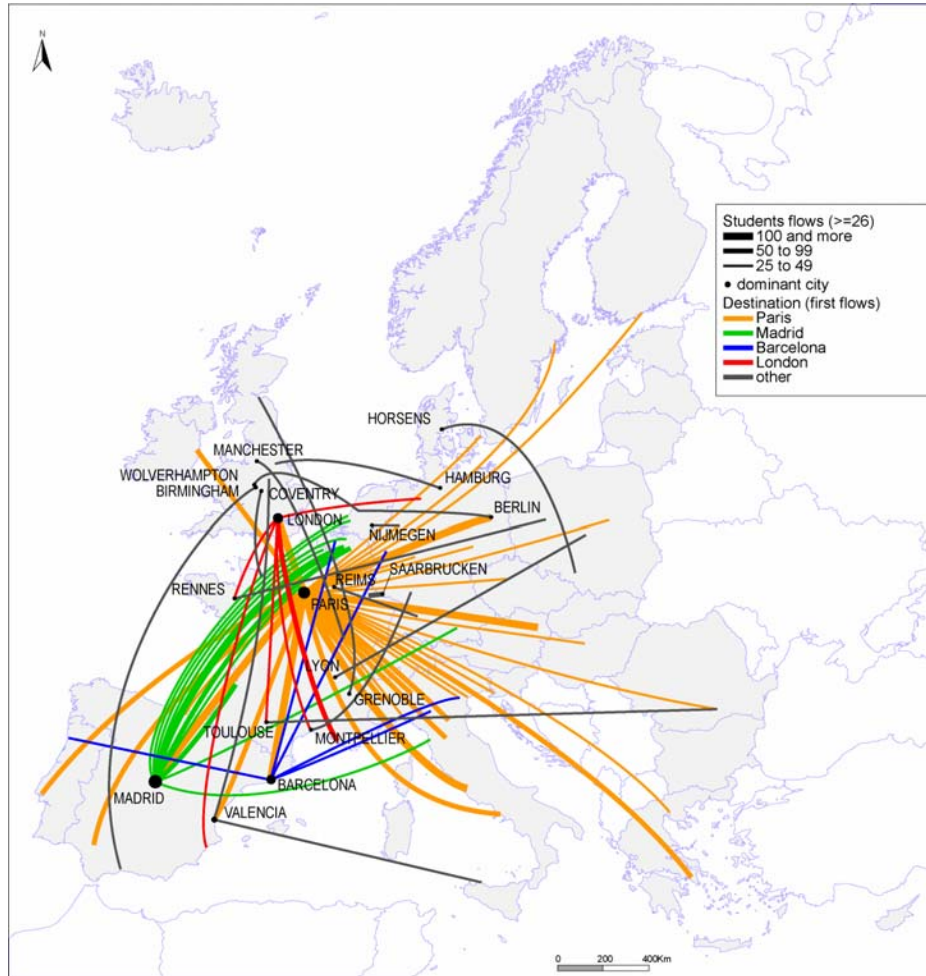 N
Students flows (>=26)
100 and more
50 to 99
25 to 49
dominant city
Destination (first flows)
Paris
Madrid
Barcelona
London
other
HORSENS
MANCHESTER
WOLVERHAMPTON
HAMBURG
BIRMINGHAM
COVENTRY
BERLIN
LONDON
NIJMEGEN
SAARBRUCKEN
REIMS
RENNES
PARIS
YON
GRENOBLE
TOULOUSE
MONTPELLIER
BARCELONA
MADRID
VALENCIA
0 200 400Km